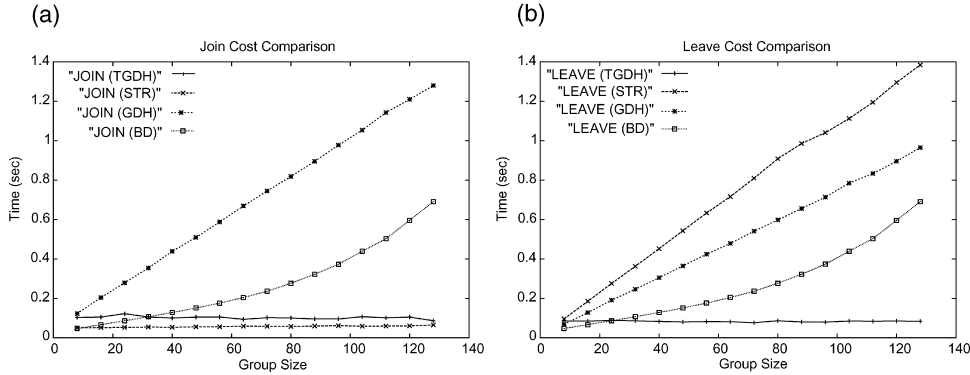 (a)
Join Cost Comparison
1.4
1.2
1
0.8
0.6
0.4
0.2
0
Time (sec)
"JOIN (TGDH)"
"JOIN (STR)"
"JOIN (GDH)"
"JOIN (BD)"
0 20 40 60 80 100 120 140
Group Size
(b)
Leave Cost Comparison
1.4
1.2
1
0.8
0.6
0.4
0.2
0
Time (sec)
"LEAVE (TGDH)"
"LEAVE (STR)"
"LEAVE (GDH)"
"LEAVE (BD)"
0 20 40 60 80 100 120 140
Group Size